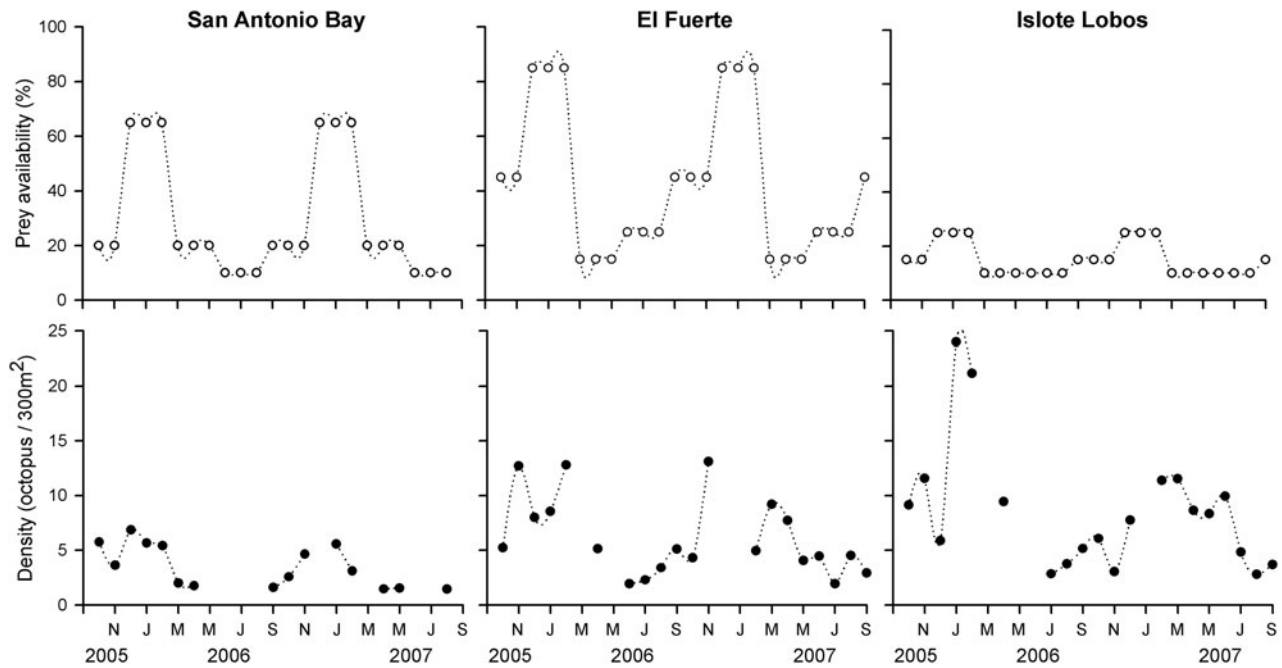 San Antonio Bay El Fuerte Islote Lobos
Prey availability (%)
100
80
60
40
20
0
Density (octopus / 300m²)
25
20
15
10
5
0
N J M M J S N J M M J S
N J M M J S N J M M J S
N J M M J S N J M M J S
2005 2006 2007
2005 2006 2007
2005 2006 2007